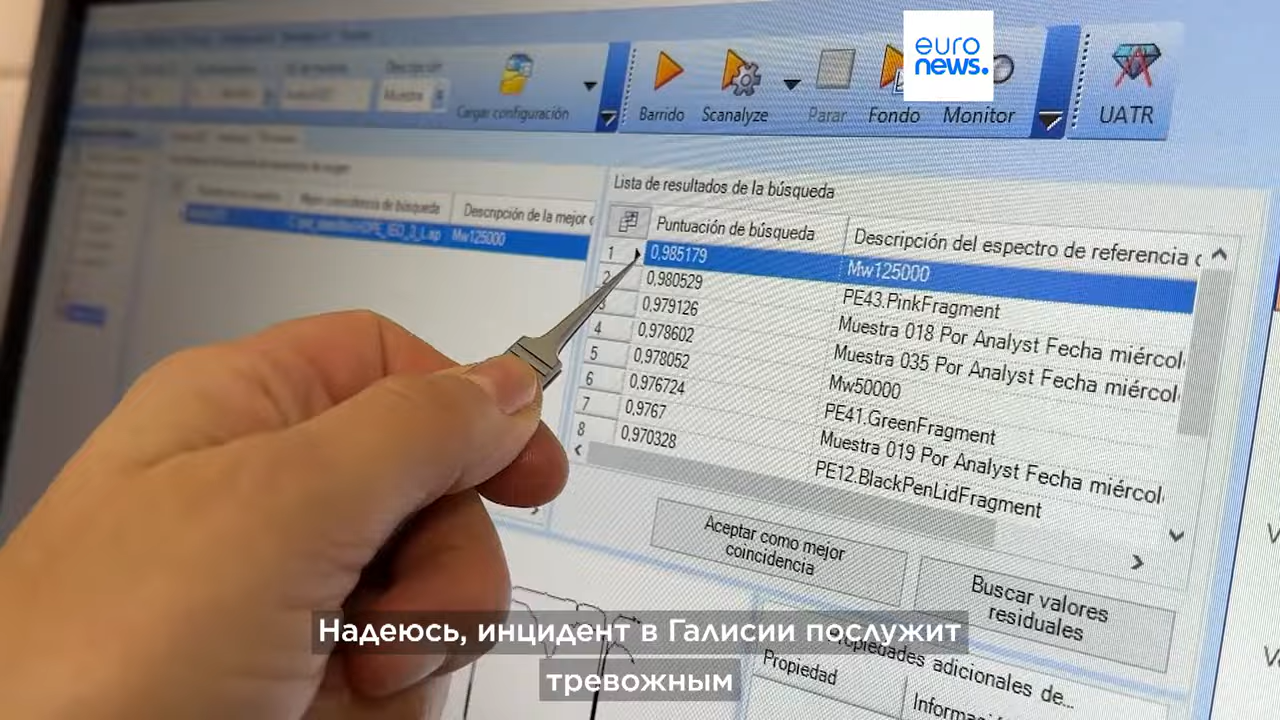 euro
news.
Cargar configuración
Barrido
Scanalyze
Parar
Fondo
Monitor
UATR
Muestra
Lista de resultados de la búsqueda
Puntuación de búsqueda
Descripción del espectro de referencia
Descripción de la mejor
Mw125000
1 0,985179 Mw125000
2 0,980529 PE43.PinkFragment
3 0,979126 Muestra 018 Por Analyst Fecha miércol
4 0,978602 Muestra 035 Por Analyst Fecha miércol
5 0,978052 Mw50000
6 0,976724 PE41.GreenFragment
7 0,9767 Muestra 019 Por Analyst Fecha miércol
8 0,970328 PE12.BlackPenLidFragment
Aceptar como mejor
coincidencia
Buscar valores
residuales
Propiedades adicionales de...
Propiedad
Надеюсь, инцидент в Галисии послужит
тревожным